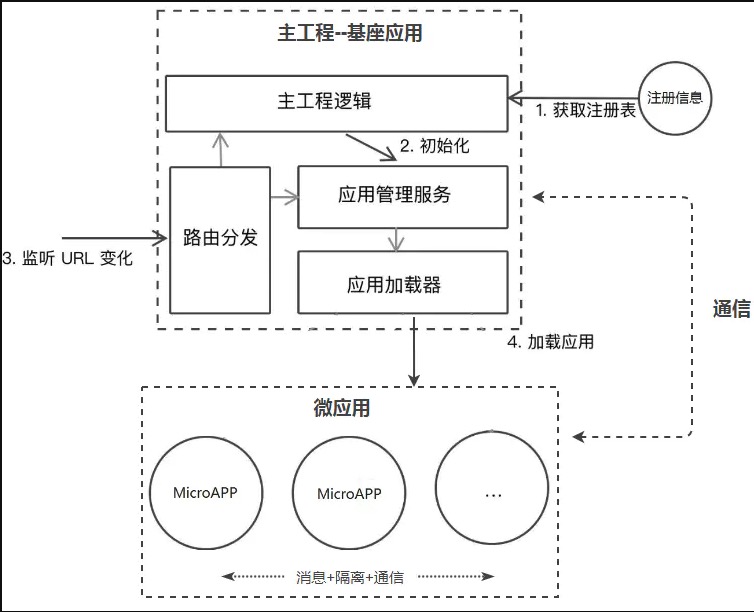 主工程--基座应用
主工程逻辑
注册信息
1. 获取注册表
2. 初始化
应用管理服务
路由分发
3. 监听 URL 变化
应用加载器
通信
4. 加载应用
微应用
MicroAPP
MicroAPP
...
消息+隔离+通信